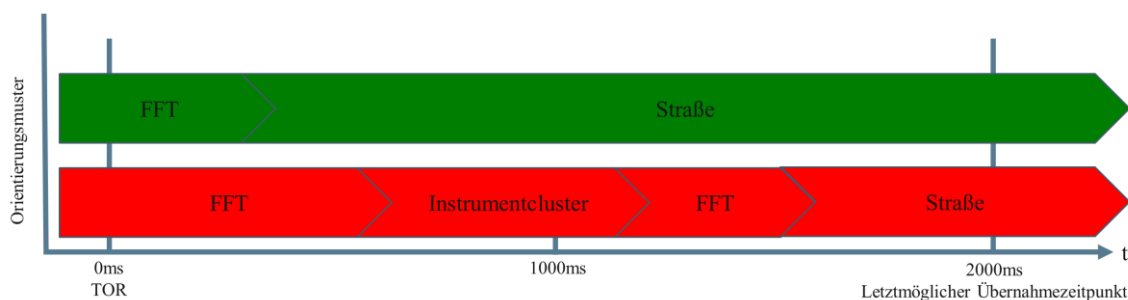 Orientierungsmuster
FFT
Straße
FFT
Instrumentcluster
FFT
Straße
t
0ms
1000ms
2000ms
TOR
Letztmöglicher Übernahmezeitpunkt